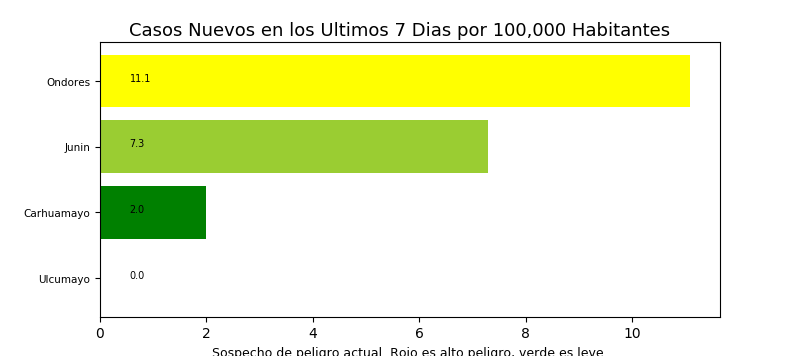 Casos Nuevos en los Ultimos 7 Dias por 100,000 Habitantes
Ondores 11.1
Junin 7.3
Carhuamayo 2.0
Ulcumayo 0.0
0 2 4 6 8 10
Sospecho de peligro actual. Rojo es alto peligro, verde es leve